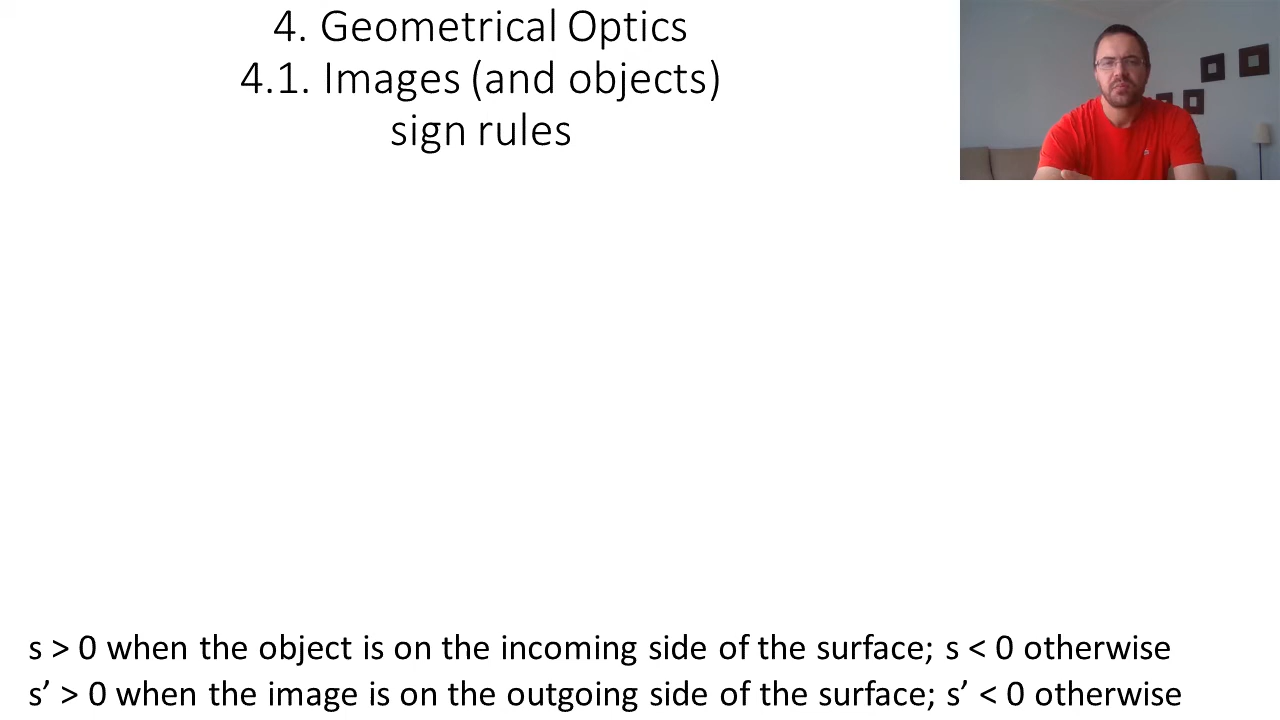 4. Geometrical Optics
4.1. Images (and objects)
sign rules
s > 0 when the object is on the incoming side of the surface; s < 0 otherwise
s’ > 0 when the image is on the outgoing side of the surface; s’ < 0 otherwise